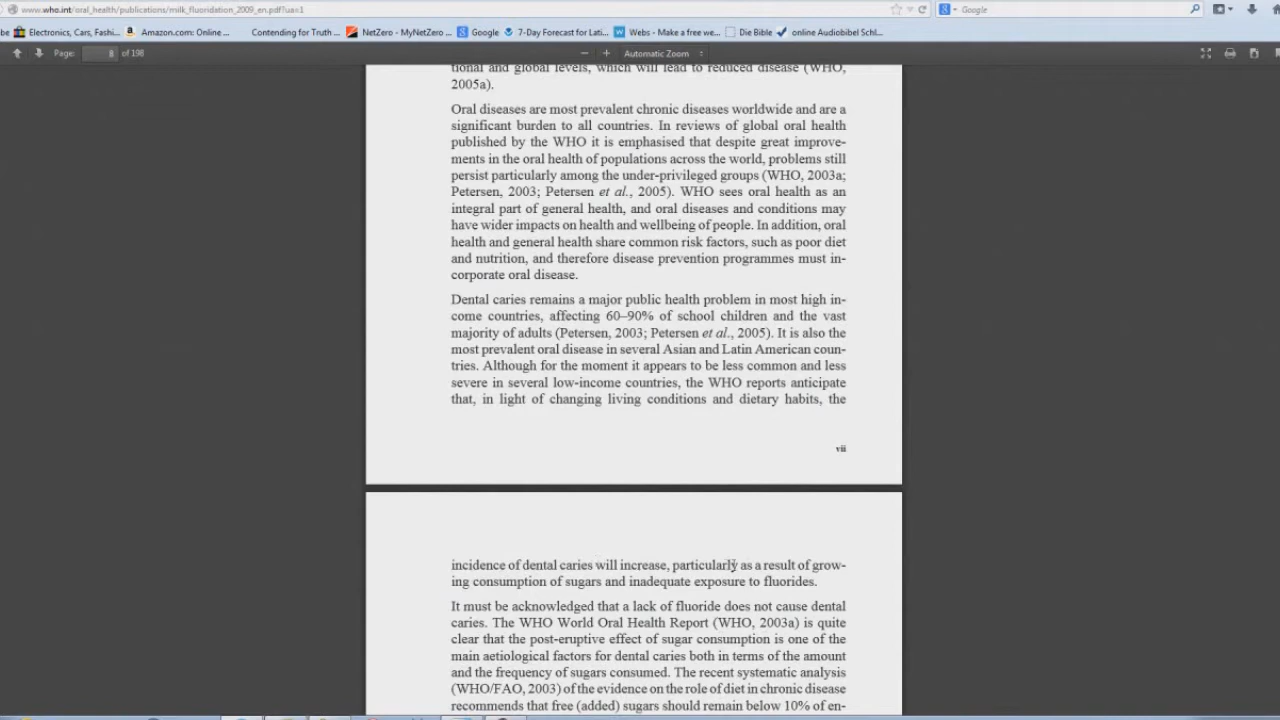 www.who.int/oral_health/publications/milk_fluoridation_2009_en.pdf?ua=1
Google
be Electronics, Cars, Fashi... Amazon.com: Online ... Contending for Truth ... NetZero - MyNetZero ... Google 7-Day Forecast for Lati... Webs - Make a free we... Die Bible online Audiobibel Schl...
Page: 8 of 198 Automatic Zoom
tional and global levels, which will lead to reduced disease (WHO,
2005a).
Oral diseases are most prevalent chronic diseases worldwide and are a
significant burden to all countries. In reviews of global oral health
published by the WHO it is emphasised that despite great improve-
ments in the oral health of populations across the world, problems still
persist particularly among the under-privileged groups (WHO, 2003a;
Petersen, 2003; Petersen et al., 2005). WHO sees oral health as an
integral part of general health, and oral diseases and conditions may
have wider impacts on health and wellbeing of people. In addition, oral
health and general health share common risk factors, such as poor diet
and nutrition, and therefore disease prevention programmes must in-
corporate oral disease.
Dental caries remains a major public health problem in most high in-
come countries, affecting 60–90% of school children and the vast
majority of adults (Petersen, 2003; Petersen et al., 2005). It is also the
most prevalent oral disease in several Asian and Latin American coun-
tries. Although for the moment it appears to be less common and less
severe in several low-income countries, the WHO reports anticipate
that, in light of changing living conditions and dietary habits, the
vii
incidence of dental caries will increase, particularly as a result of grow-
ing consumption of sugars and inadequate exposure to fluorides.
It must be acknowledged that a lack of fluoride does not cause dental
caries. The WHO World Oral Health Report (WHO, 2003a) is quite
clear that the post-eruptive effect of sugar consumption is one of the
main aetiological factors for dental caries both in terms of the amount
and the frequency of sugars consumed. The recent systematic analysis
(WHO/FAO, 2003) of the evidence on the role of diet in chronic disease
recommends that free (added) sugars should remain below 10% of en-